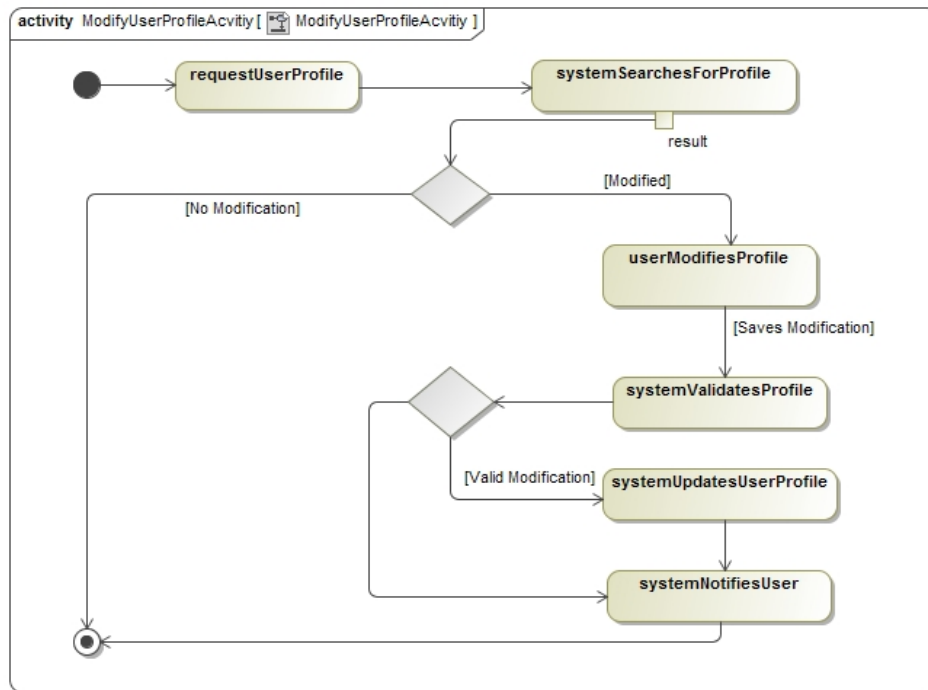 activity ModifyUserProfileAcvitiy [ ModifyUserProfileAcvitiy ]
requestUserProfile
systemSearchesForProfile
result
[Modified]
[No Modification]
userModifiesProfile
[Saves Modification]
systemValidatesProfile
[Valid Modification]
systemUpdatesUserProfile
systemNotifiesUser